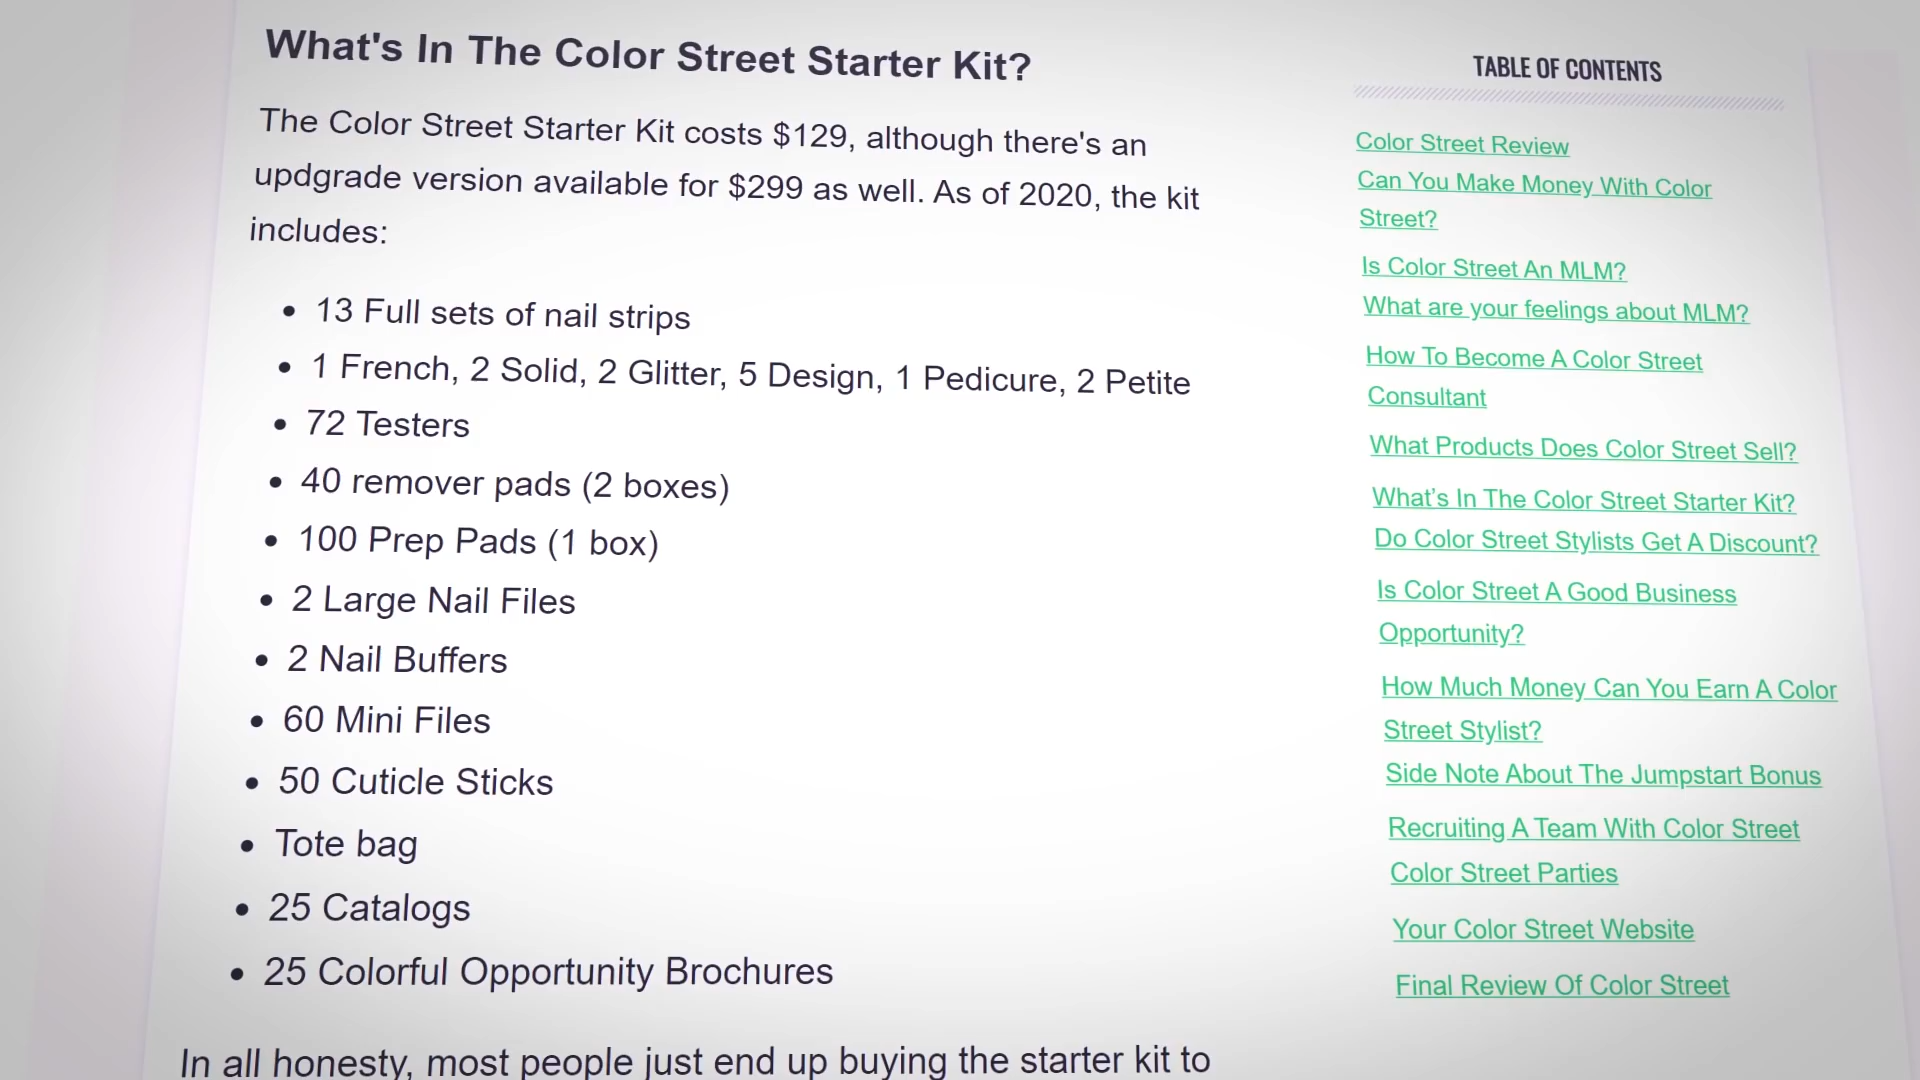 What's In The Color Street Starter Kit?
The Color Street Starter Kit costs $129, although there's an
updgrade version available for $299 as well. As of 2020, the kit
includes:
• 13 Full sets of nail strips
• 1 French, 2 Solid, 2 Glitter, 5 Design, 1 Pedicure, 2 Petite
• 72 Testers
• 40 remover pads (2 boxes)
• 100 Prep Pads (1 box)
• 2 Large Nail Files
• 2 Nail Buffers
• 60 Mini Files
• 50 Cuticle Sticks
• Tote bag
• 25 Catalogs
• 25 Colorful Opportunity Brochures
In all honesty, most people just end up buying the starter kit to
TABLE OF CONTENTS
Color Street Review
Can You Make Money With Color
Street?
Is Color Street An MLM?
What are your feelings about MLM?
How To Become A Color Street
Consultant
What Products Does Color Street Sell?
What’s In The Color Street Starter Kit?
Do Color Street Stylists Get A Discount?
Is Color Street A Good Business
Opportunity?
How Much Money Can You Earn A Color
Street Stylist?
Side Note About The Jumpstart Bonus
Recruiting A Team With Color Street
Color Street Parties
Your Color Street Website
Final Review Of Color Street